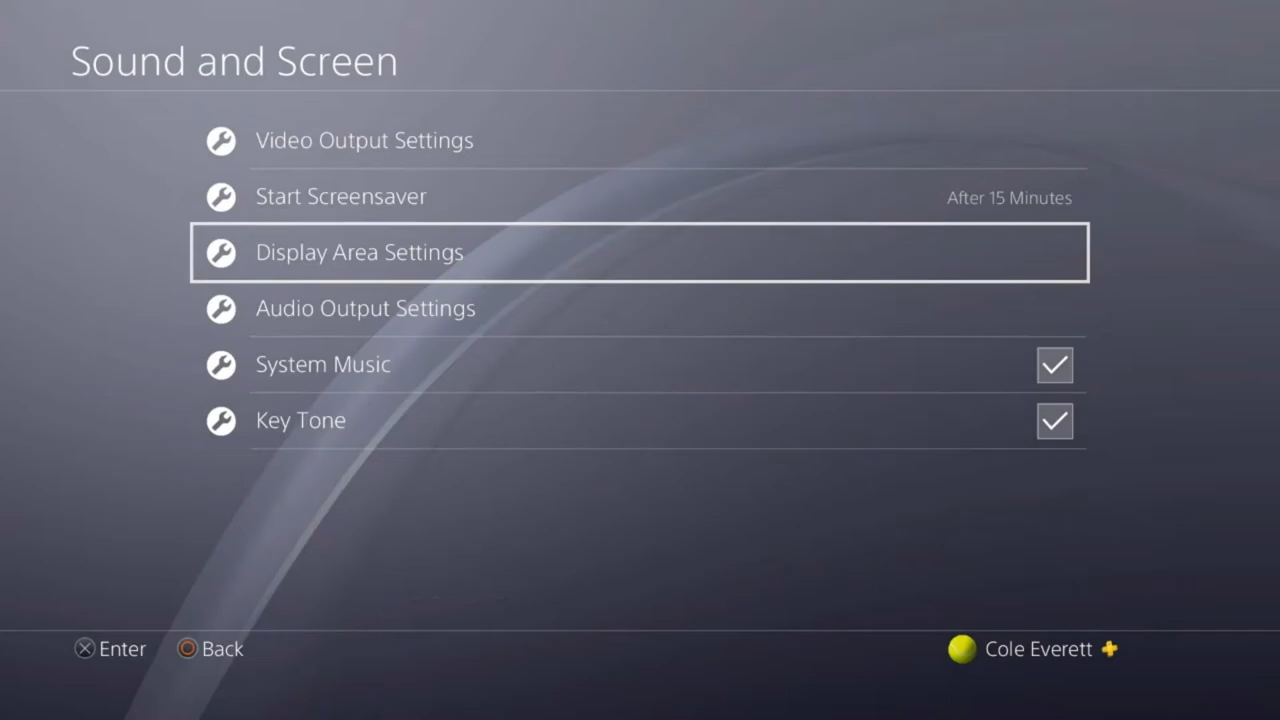 Sound and Screen
Video Output Settings
Start Screensaver After 15 Minutes
Display Area Settings
Audio Output Settings
System Music
Key Tone
Enter Back Cole Everett